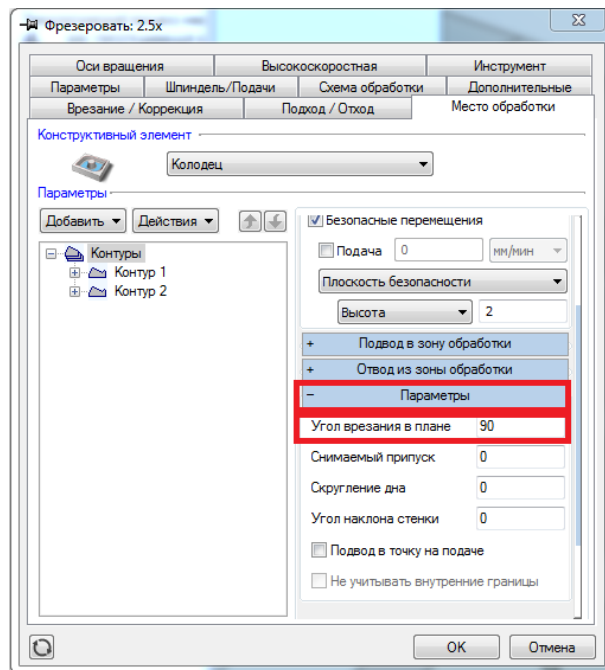 Фрезеровать: 2.5x
Оси вращения Высокоскоростная Инструмент
Параметры Шпиндель/Подачи Схема обработки Дополнительные
Врезание / Коррекция Подход / Отход Место обработки
Конструктивный элемент
Колодец
Параметры
Добавить Действия
Безопасные перемещения
Контуры
Подача 0 мм/мин
Контур 1
Плоскость безопасности
Контур 2
Высота 2
+ Подвод в зону обработки
+ Отвод из зоны обработки
- Параметры
Угол врезания в плане 90
Снимаемый припуск 0
Скругление дна 0
Угол наклона стенки 0
Подвод в точку на подаче
Не учитывать внутренние границы
OK Отмена